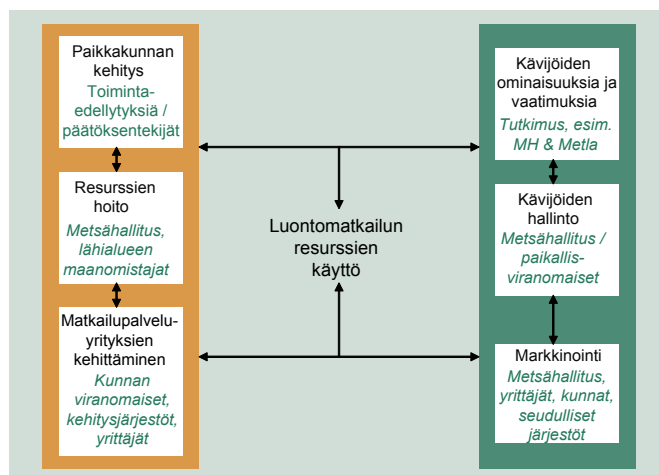 Paikkakunnan
kehitys
Toiminta-
edellytyksiä /
päätöksentekijät
Resurssien
hoito
Metsähallitus,
lähialueen
maanomistajat
Matkailupalvelu-
yrityksien
kehittäminen
Kunnan
viranomaiset,
kehitysjärjestöt,
yrittäjät
Luontomatkailun
resurssien
käyttö
Kävijöiden
ominaisuuksia ja
vaatimuksia
Tutkimus, esim.
MH & Metla
Kävijöiden
hallinto
Metsähallitus /
paikallis-
viranomaiset
Markkinointi
Metsähallitus,
yrittäjät, kunnat,
seudulliset
järjestöt